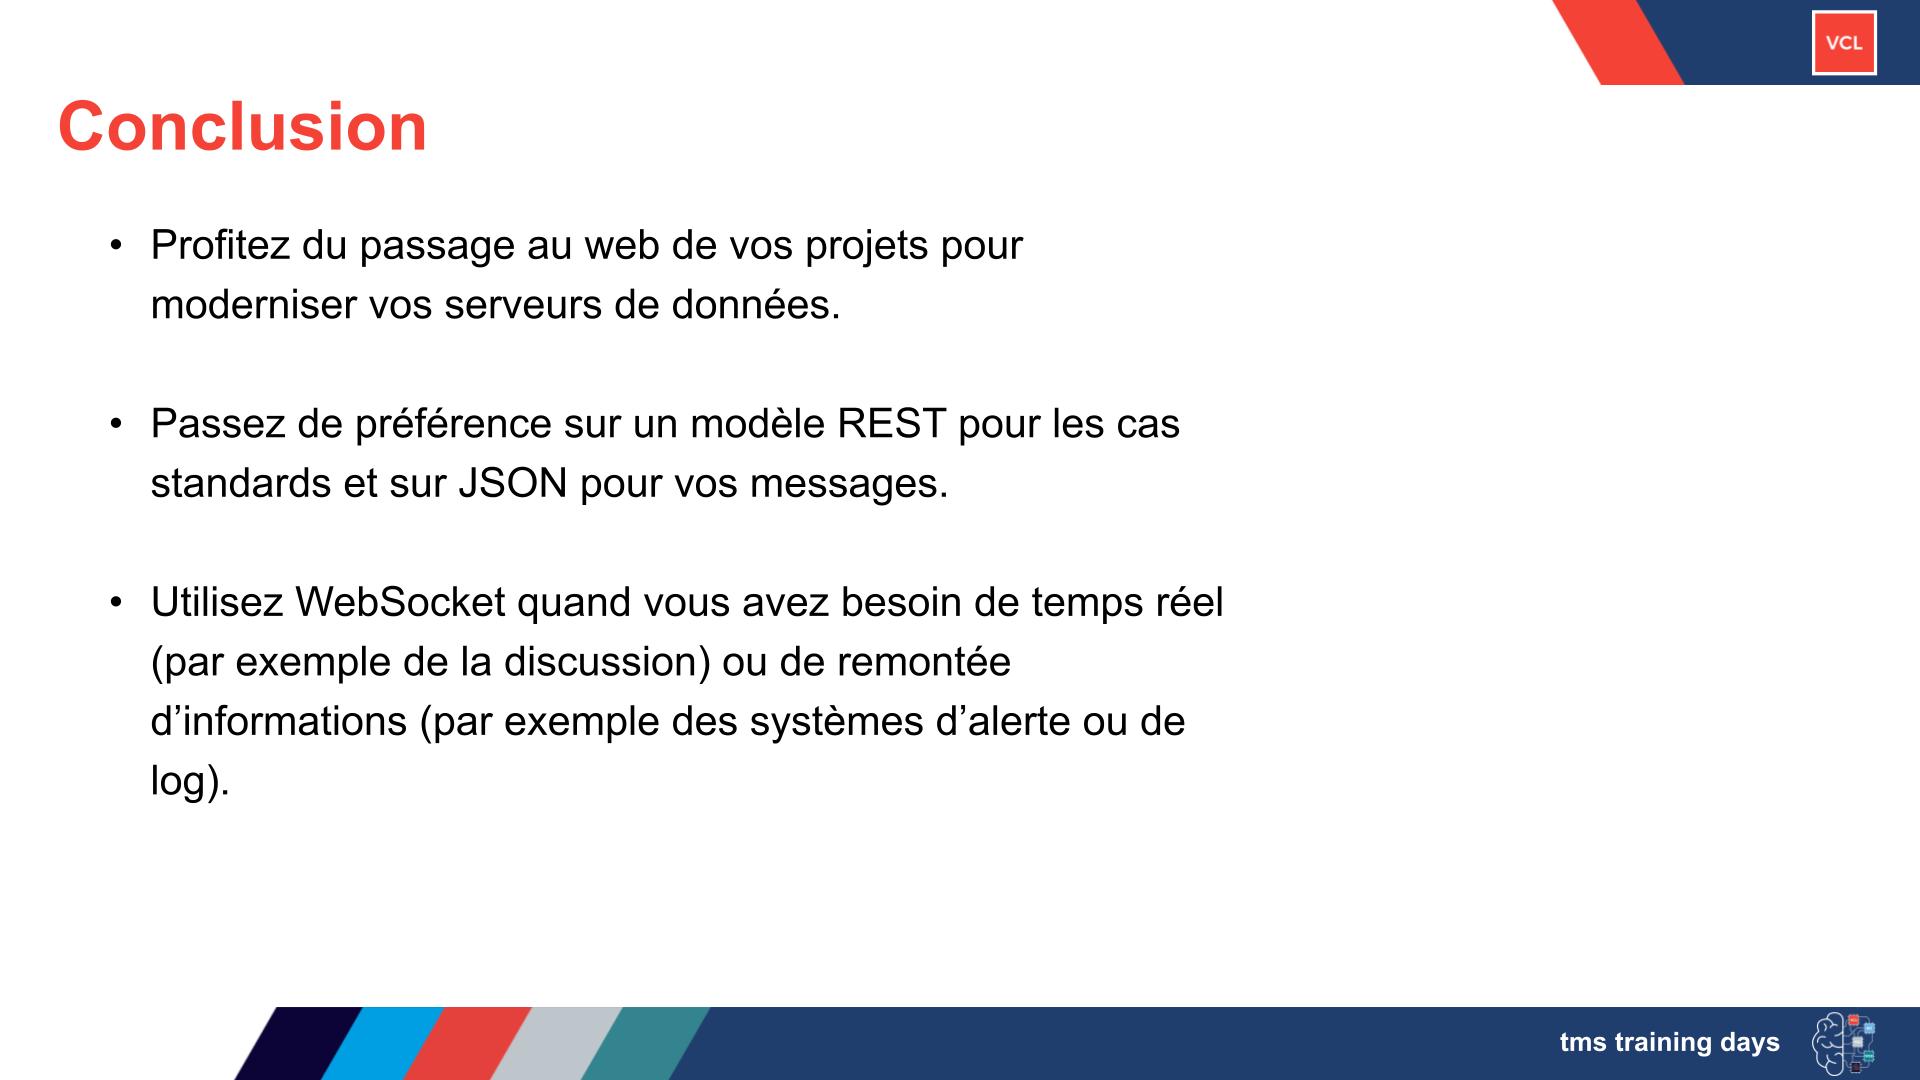 VCL
Conclusion
• Profitez du passage au web de vos projets pour
moderniser vos serveurs de données.
• Passez de préférence sur un modèle REST pour les cas
standards et sur JSON pour vos messages.
• Utilisez WebSocket quand vous avez besoin de temps réel
(par exemple de la discussion) ou de remontée
d’informations (par exemple des systèmes d’alerte ou de
log).
tms training days